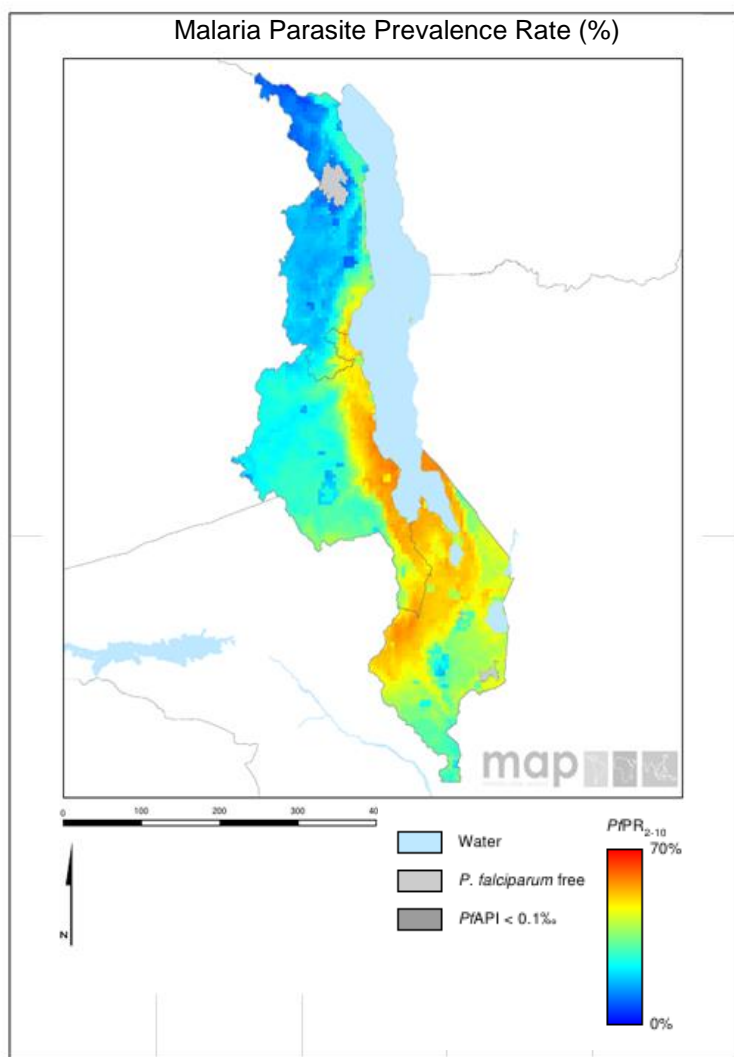 Malaria Parasite Prevalence Rate (%)
map
0 100 200 300 40
Water
P. falciparum free
PfAPI < 0.1‰
N
PfPR2-10
70%
0%